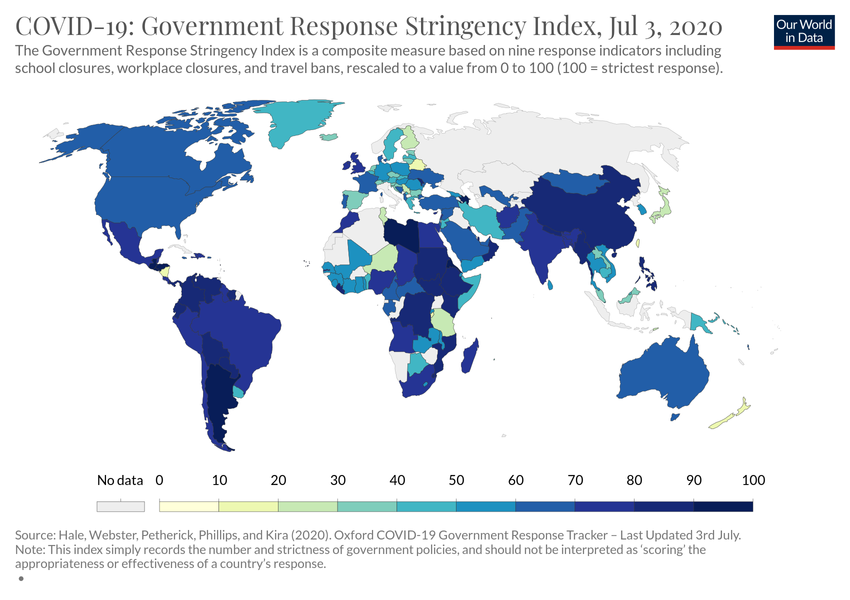 COVID-19: Government Response Stringency Index, Jul 3, 2020
Our World
in Data
The Government Response Stringency Index is a composite measure based on nine response indicators including
school closures, workplace closures, and travel bans, rescaled to a value from 0 to 100 (100 = strictest response).
No data 0 10 20 30 40 50 60 70 80 90 100
Source: Hale, Webster, Petherick, Phillips, and Kira (2020). Oxford COVID-19 Government Response Tracker – Last Updated 3rd July.
Note: This index simply records the number and strictness of government policies, and should not be interpreted as ‘scoring’ the
appropriateness or effectiveness of a country’s response.
•